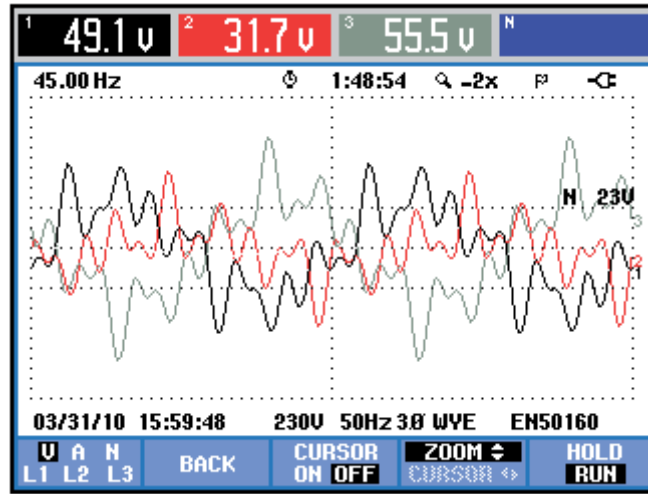 1 49.1 V 2 31.7 V 3 55.5 V N
45.00 Hz 1:48:54 -2x
N 23V
3
2
1
03/31/10 15:59:48 230V 50Hz 3.Ø WYE EN50160
V A N BACK CURSOR ZOOM HOLD
L1 L2 L3 ON OFF CURSOR RUN